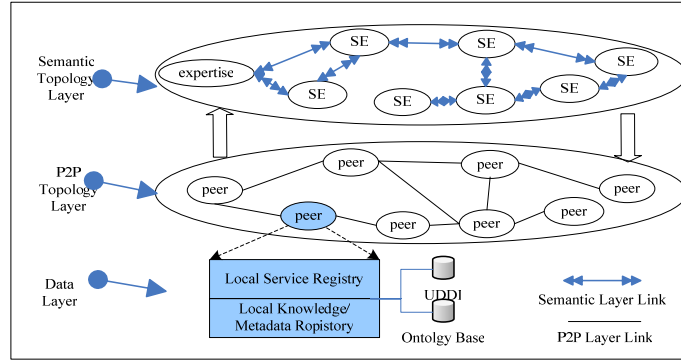 Semantic
Topology
Layer
expertise
SE
SE
SE
SE
SE
SE
SE
P2P
Topology
Layer
peer
peer
peer
peer
peer
peer
peer
peer
Data
Layer
Local Service Registry
Local Knowledge/
Metadata Ropistory
UDDI
Ontolgy Base
Semantic Layer Link
P2P Layer Link